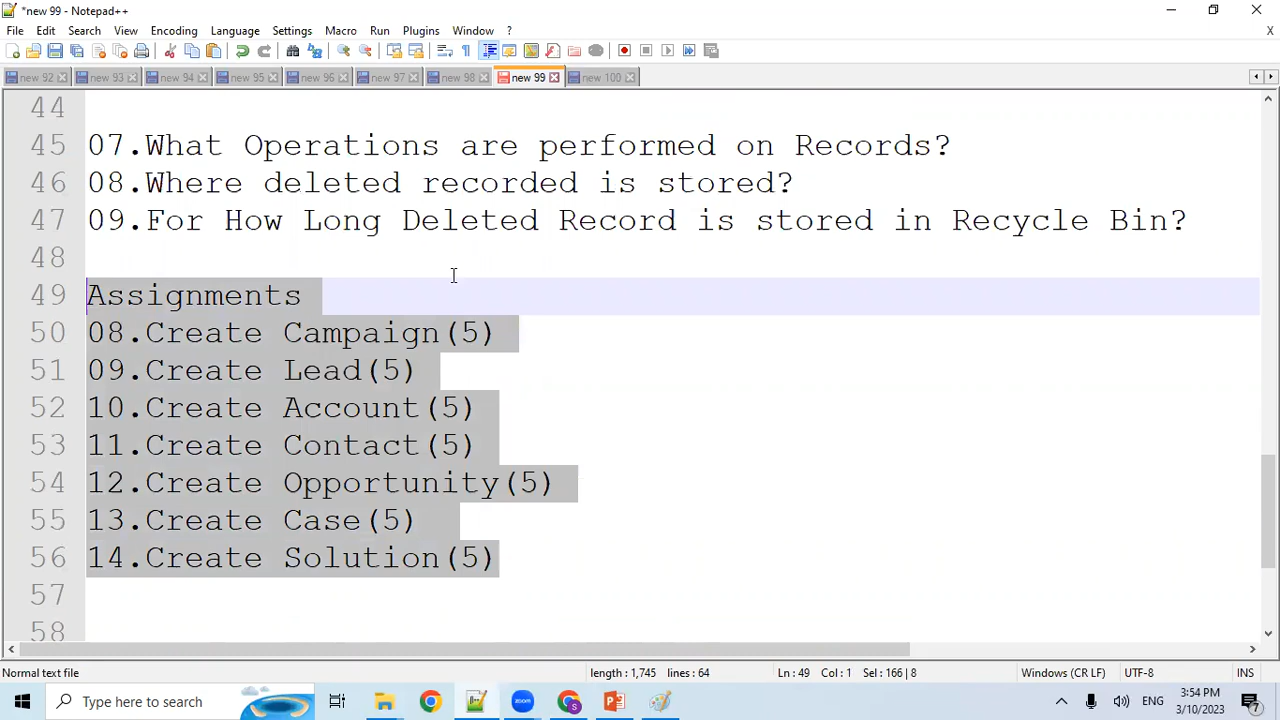 *new 99 - Notepad++
File Edit Search View Encoding Language Settings Tools Macro Run Plugins Window ?
X
new 92 new 93 new 94 new 95 new 96 new 97 new 98 new 99 new 100
44
45 07.What Operations are performed on Records?
46 08.Where deleted recorded is stored?
47 09.For How Long Deleted Record is stored in Recycle Bin?
48
49 Assignments
50 08.Create Campaign(5)
51 09.Create Lead(5)
52 10.Create Account(5)
53 11.Create Contact(5)
54 12.Create Opportunity(5)
55 13.Create Case(5)
56 14.Create Solution(5)
57
58
Normal text file length : 1,745 lines : 64 Ln : 49 Col : 1 Sel : 166 | 8 Windows (CR LF) UTF-8 INS
Type here to search zoom ENG 3:54 PM
3/10/2023 7